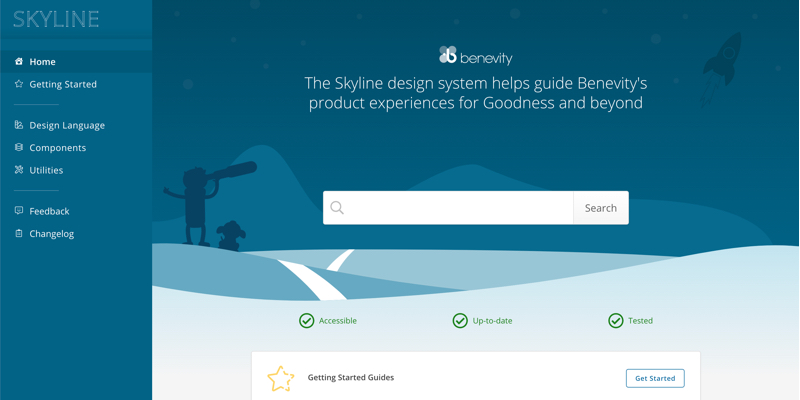 SKYLINE
Home
Getting Started
Design Language
Components
Utilities
Feedback
Changelog
benevity
The Skyline design system helps guide Benevity's
product experiences for Goodness and beyond
Search
Accessible
Up-to-date
Tested
Getting Started Guides
Get Started